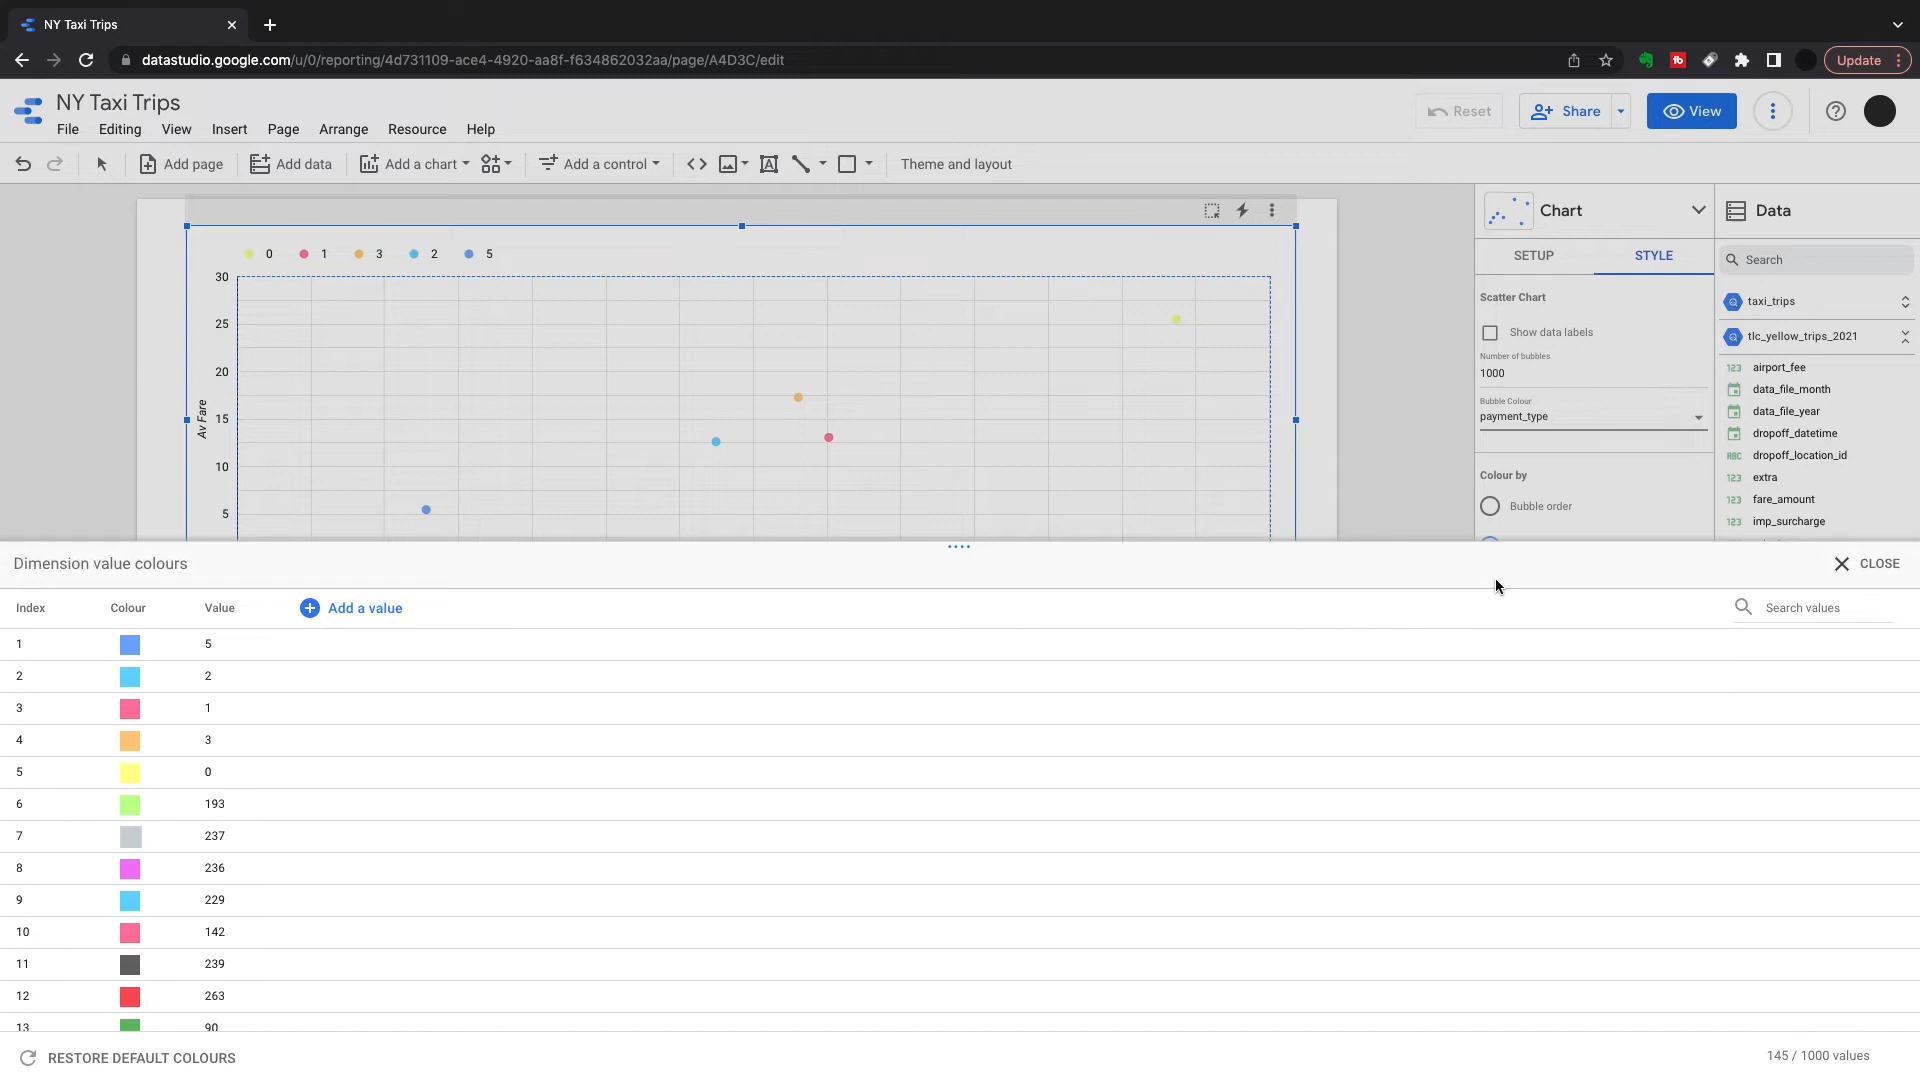 NY Taxi Trips
datastudio.google.com/u/0/reporting/4d731109-ace4-4920-aa8f-f634862032aa/page/A4D3C/edit
Update
NY Taxi Trips
Reset
Share
View
File Editing View Insert Page Arrange Resource Help
Add page
Add data
Add a chart
Add a control
Theme and layout
Chart
Data
SETUP
STYLE
Search
0 1 3 2 5
30
25
20
15
10
5
Av Fare
Scatter Chart
Show data labels
Number of bubbles
1000
Bubble Colour
payment_type
Colour by
Bubble order
taxi_trips
tlc_yellow_trips_2021
123 airport_fee
data_file_month
data_file_year
dropoff_datetime
ABC dropoff_location_id
123 extra
123 fare_amount
123 imp_surcharge
Dimension value colours
CLOSE
Index Colour Value Add a value
Search values
1 5
2 2
3 1
4 3
5 0
6 193
7 237
8 236
9 229
10 142
11 239
12 263
13 90
RESTORE DEFAULT COLOURS
145 / 1000 values